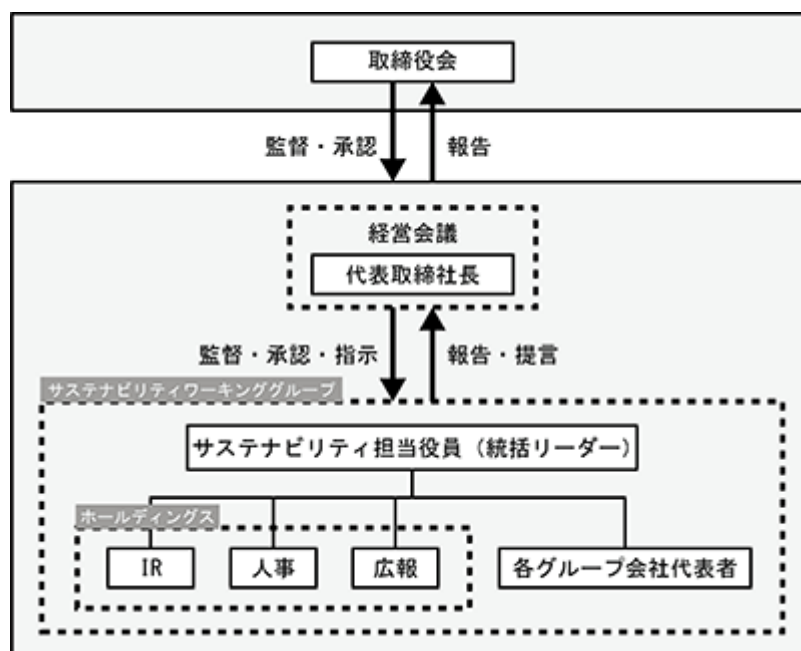 取締役会
監督・承認
報告
経営会議
代表取締社長
監督・承認・指示
報告・提言
サステナビリティワーキンググループ
サステナビリティ担当役員（統括リーダー）
ホールディングス
IR
人事
広報
各グループ会社代表者